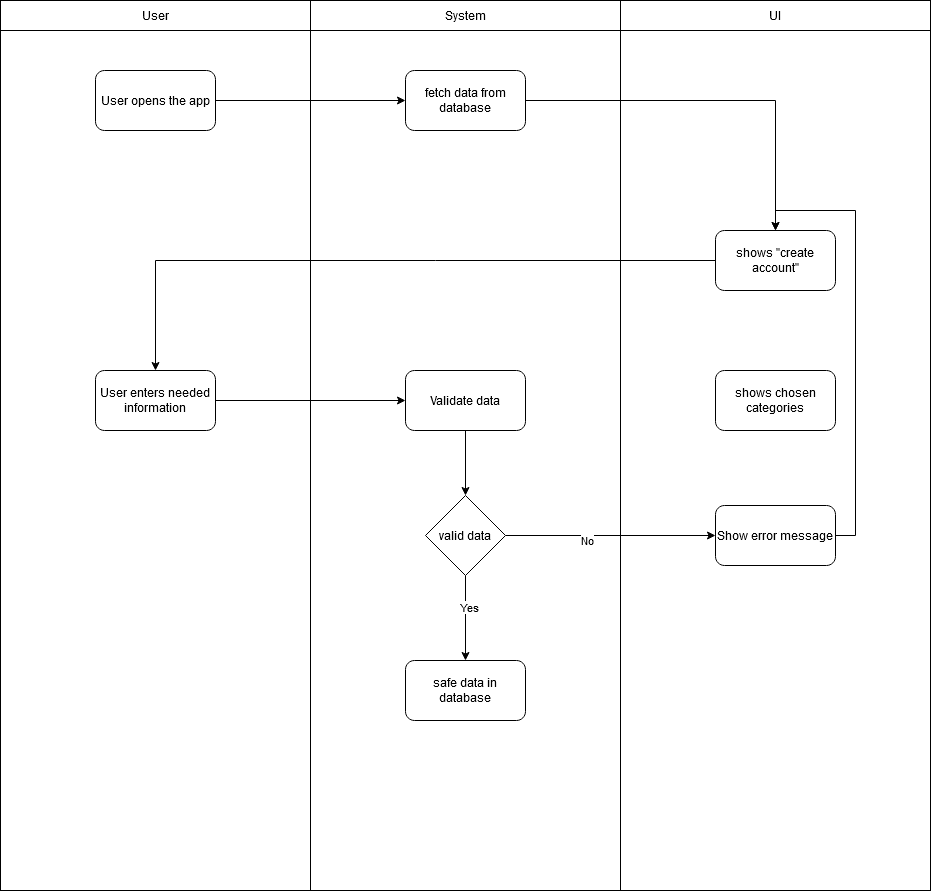 User
System
UI
User opens the app
fetch data from
database
shows "create
account"
User enters needed
information
Validate data
shows chosen
categories
valid data
No
Show error message
Yes
safe data in
database